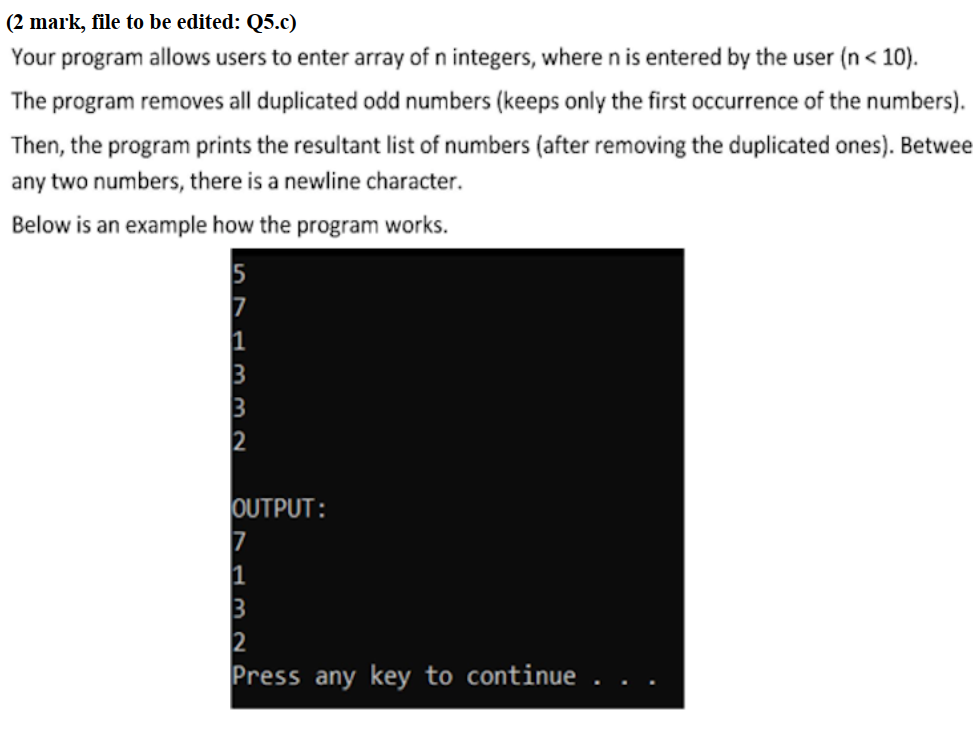 (2 mark, file to be edited: Q5.c)
Your program allows users to enter array of n integers, where n is entered by the user (n < 10).
The program removes all duplicated odd numbers (keeps only the first occurrence of the numbers).
Then, the program prints the resultant list of numbers (after removing the duplicated ones). Betwee
any two numbers, there is a newline character.
Below is an example how the program works.
5
7
1
3
3
2
OUTPUT:
7
1
3
2
Press any key to continue . . .